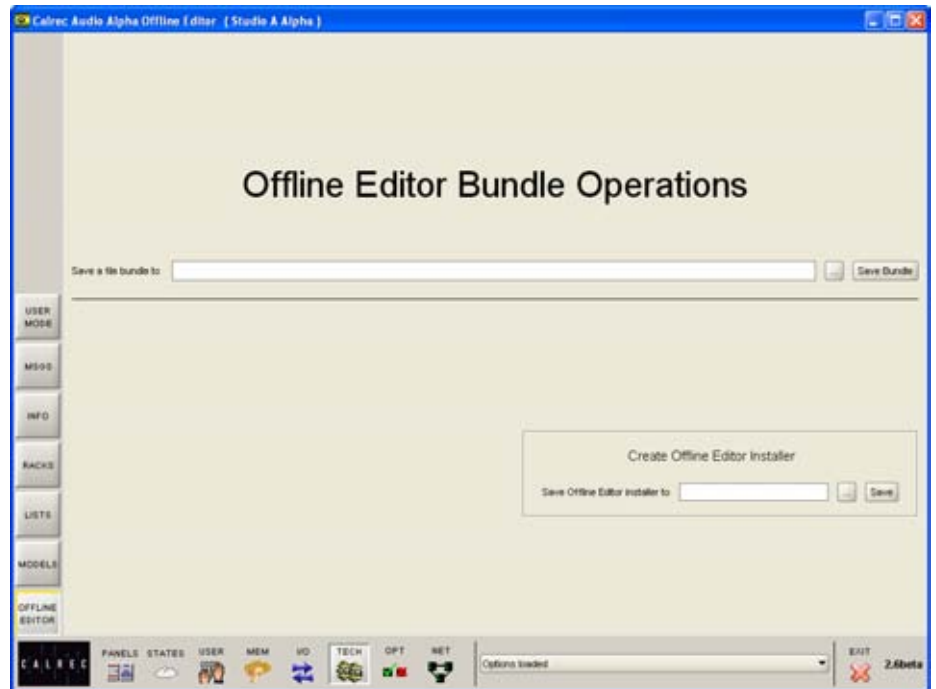 Calrec Audio Alpha Offline Editor ( Studio A Alpha )
Offline Editor Bundle Operations
Save a file bundle to
...
Save Bundle
USER
MODE
MSGS
INFO
RACKS
LISTS
MODELS
OFFLINE
EDITOR
Create Offline Editor Installer
Save Offline Editor installer to
...
Save
CALREC
PANELS STATES USER MEM I/O TECH OPT NET
Options loaded
EXIT
2.6beta